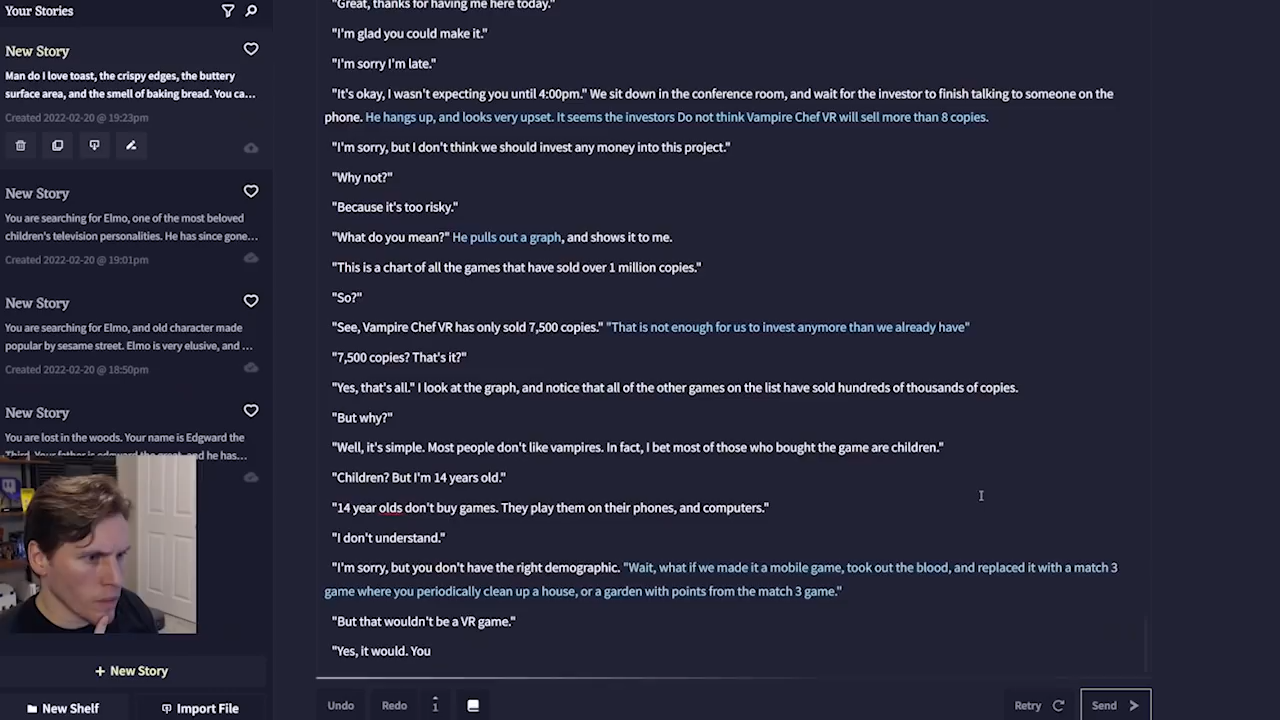 Your Stories
New Story
Man do I love toast, the crispy edges, the buttery
surface area, and the smell of baking bread. You ca...
Created 2022-02-20 @ 19:23pm
New Story
You are searching for Elmo, one of the most beloved
children's television personalities. He has since gone...
Created 2022-02-20 @ 19:01pm
New Story
You are searching for Elmo, and old character made
popular by sesame street. Elmo is very elusive, and ...
Created 2022-02-20 @ 18:50pm
New Story
You are lost in the woods. Your name is Edgward the
Third. Your father is edgward the great, and he has...
+ New Story
New Shelf
Import File
"Great, thanks for having me here today."
"I'm glad you could make it."
"I'm sorry I'm late."
"It's okay, I wasn't expecting you until 4:00pm." We sit down in the conference room, and wait for the investor to finish talking to someone on the
phone. He hangs up, and looks very upset. It seems the investors Do not think Vampire Chef VR will sell more than 8 copies.
"I'm sorry, but I don't think we should invest any money into this project."
"Why not?"
"Because it's too risky."
"What do you mean?" He pulls out a graph, and shows it to me.
"This is a chart of all the games that have sold over 1 million copies."
"So?"
"See, Vampire Chef VR has only sold 7,500 copies." "That is not enough for us to invest anymore than we already have"
"7,500 copies? That's it?"
"Yes, that's all." I look at the graph, and notice that all of the other games on the list have sold hundreds of thousands of copies.
"But why?"
"Well, it's simple. Most people don't like vampires. In fact, I bet most of those who bought the game are children."
"Children? But I'm 14 years old."
"14 year olds don't buy games. They play them on their phones, and computers."
"I don't understand."
"I'm sorry, but you don't have the right demographic. "Wait, what if we made it a mobile game, took out the blood, and replaced it with a match 3
game where you periodically clean up a house, or a garden with points from the match 3 game."
"But that wouldn't be a VR game."
"Yes, it would. You
Undo
Redo
1
Retry
Send